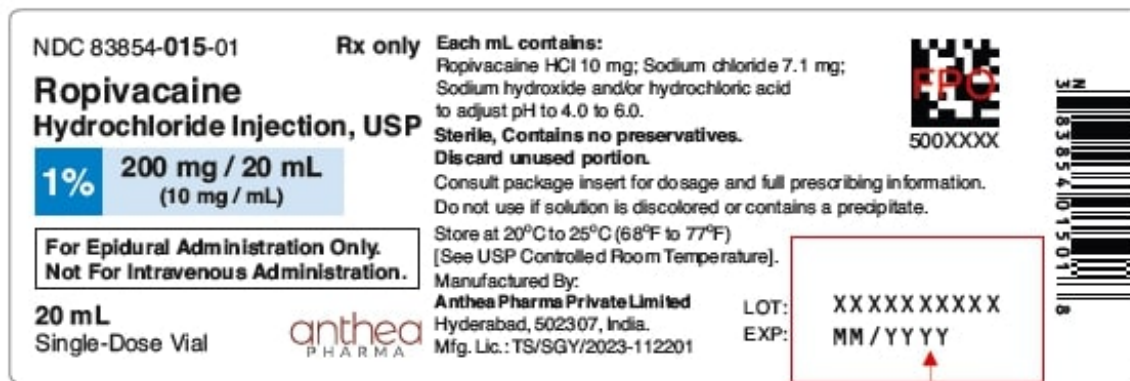 NDC 83854-015-01
Rx only
Ropivacaine
Hydrochloride Injection, USP
1%
200 mg / 20 mL
(10 mg / mL)
For Epidural Administration Only.
Not For Intravenous Administration.
20 mL
Single-Dose Vial
anthea
PHARMA
Each mL contains:
Ropivacaine HCl 10 mg; Sodium chloride 7.1 mg;
Sodium hydroxide and/or hydrochloric acid
to adjust pH to 4.0 to 6.0.
Sterile, Contains no preservatives.
Discard unused portion.
Consult package insert for dosage and full prescribing information.
Do not use if solution is discolored or contains a precipitate.
Store at 20°C to 25°C (68°F to 77°F)
[See USP Controlled Room Temperature].
Manufactured By:
Anthea Pharma Private Limited
Hyderabad, 502307, India.
Mfg. Lic.: TS/SGY/2023-112201
FPO
500XXXX
LOT: XXXXXXXXXX
EXP: MM/YYYY
N
3 83854 01501 8